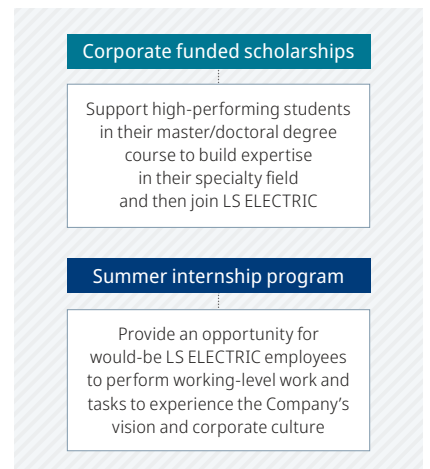 Corporate funded scholarships
Support high-performing students
in their master/doctoral degree
course to build expertise
in their specialty field
and then join LS ELECTRIC
Summer internship program
Provide an opportunity for
would-be LS ELECTRIC employees
to perform working-level work and
tasks to experience the Company's
vision and corporate culture